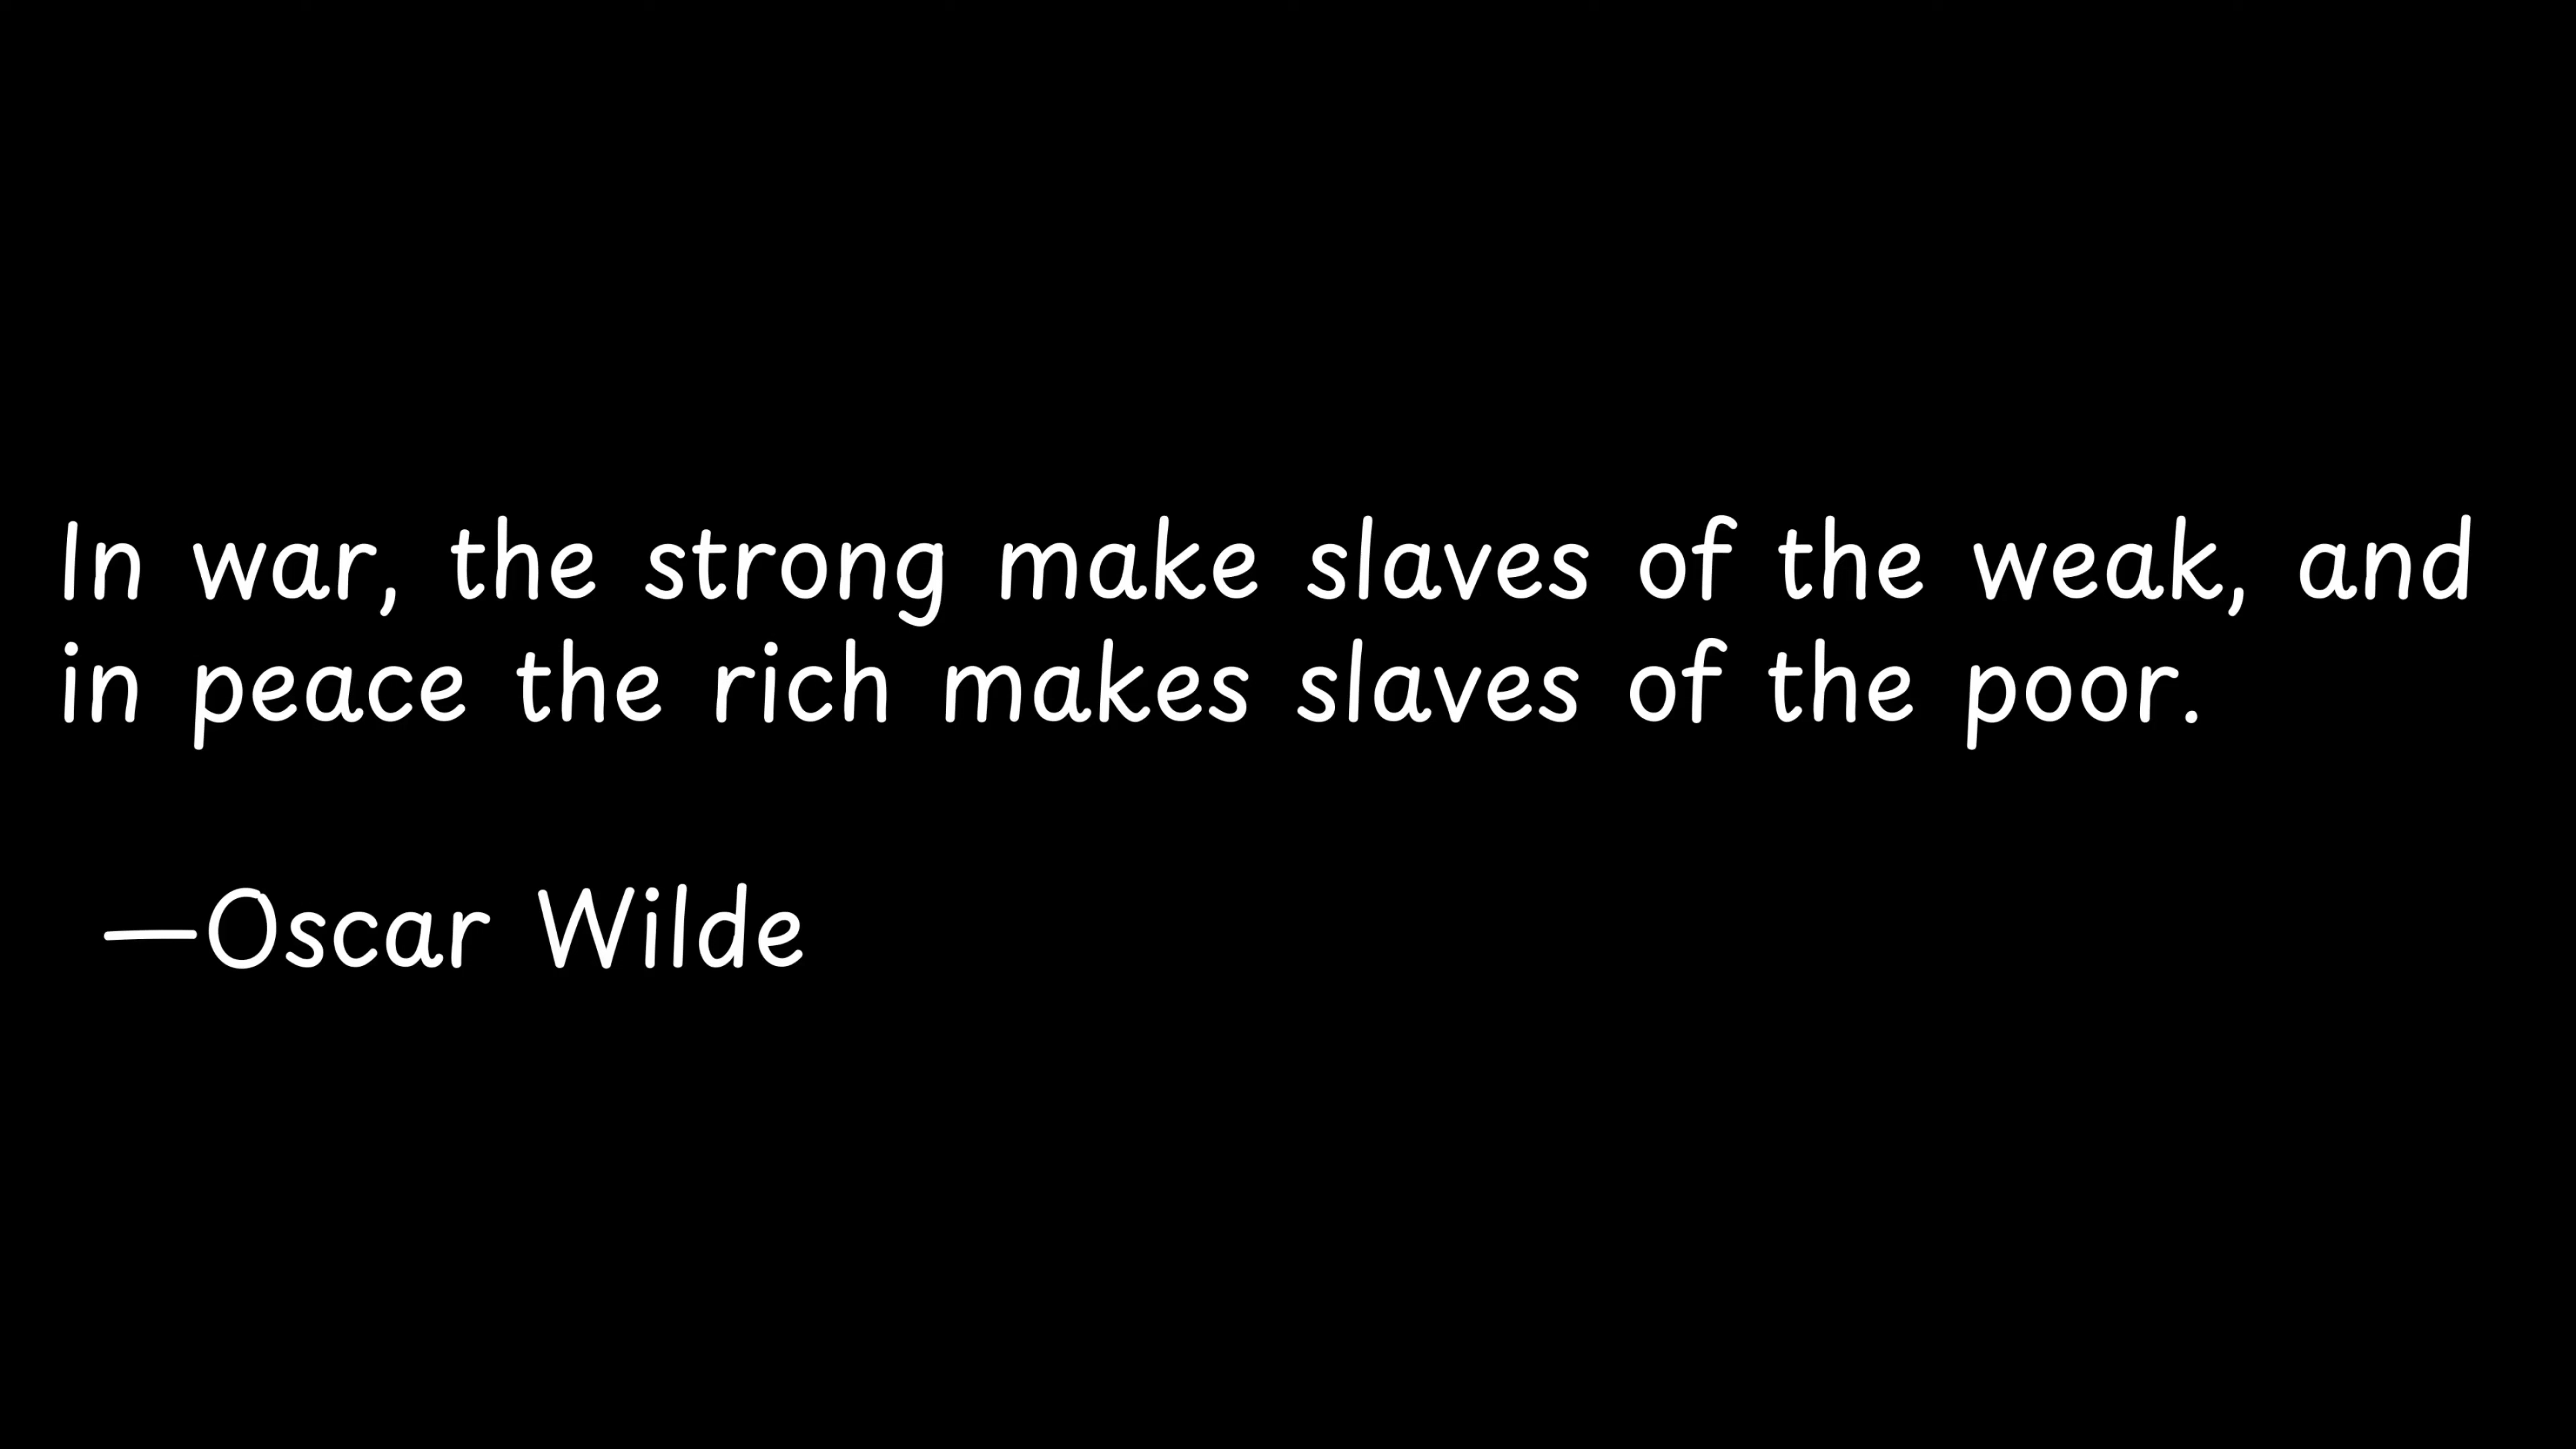 In war, the strong make slaves of the weak, and
in peace the rich makes slaves of the poor.
—Oscar Wilde